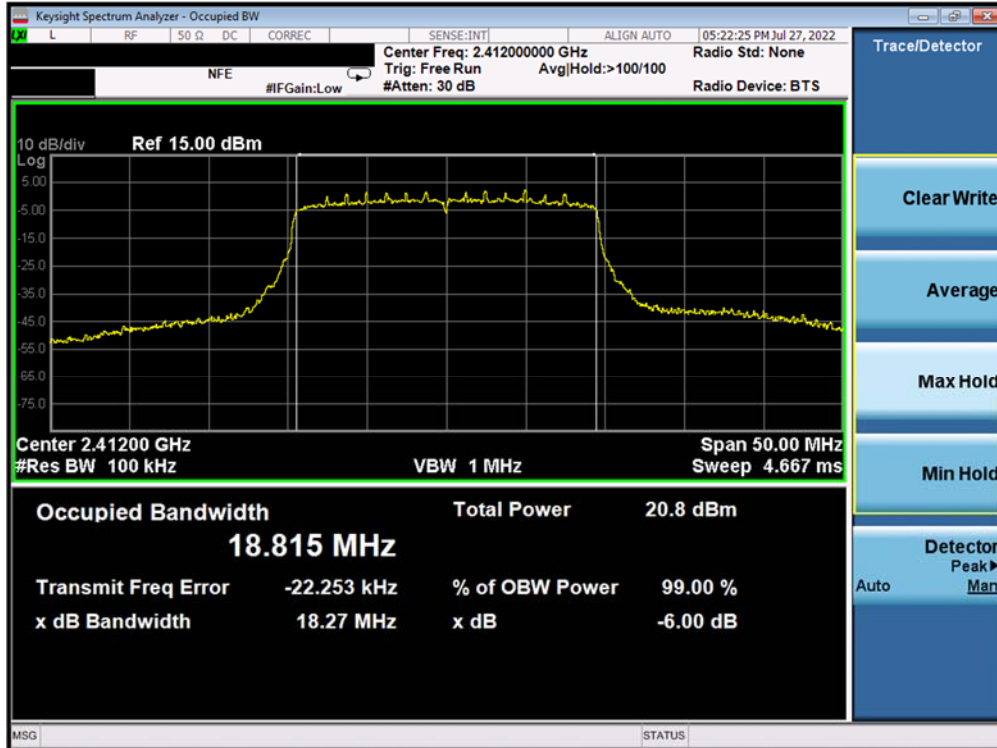 Keysight Spectrum Analyzer - Occupied BW
LXI L RF 50 Ω DC CORREC SENSE:INT ALIGN AUTO 05:22:25 PM Jul 27, 2022
Center Freq: 2.412000000 GHz Radio Std: None
NFE Trig: Free Run Avg|Hold:>100/100
#IFGain:Low #Atten: 30 dB Radio Device: BTS
Trace/Detector
10 dB/div Ref 15.00 dBm
Log
5.00
-5.00
-15.0
-25.0
-35.0
-45.0
-55.0
-65.0
-75.0
Center 2.41200 GHz Span 50.00 MHz
#Res BW 100 kHz VBW 1 MHz Sweep 4.667 ms
Occupied Bandwidth Total Power 20.8 dBm
18.815 MHz
Transmit Freq Error -22.253 kHz % of OBW Power 99.00 %
x dB Bandwidth 18.27 MHz x dB -6.00 dB
Clear Write
Average
Max Hold
Min Hold
Detector
Peak▶
Auto Man
MSG STATUS